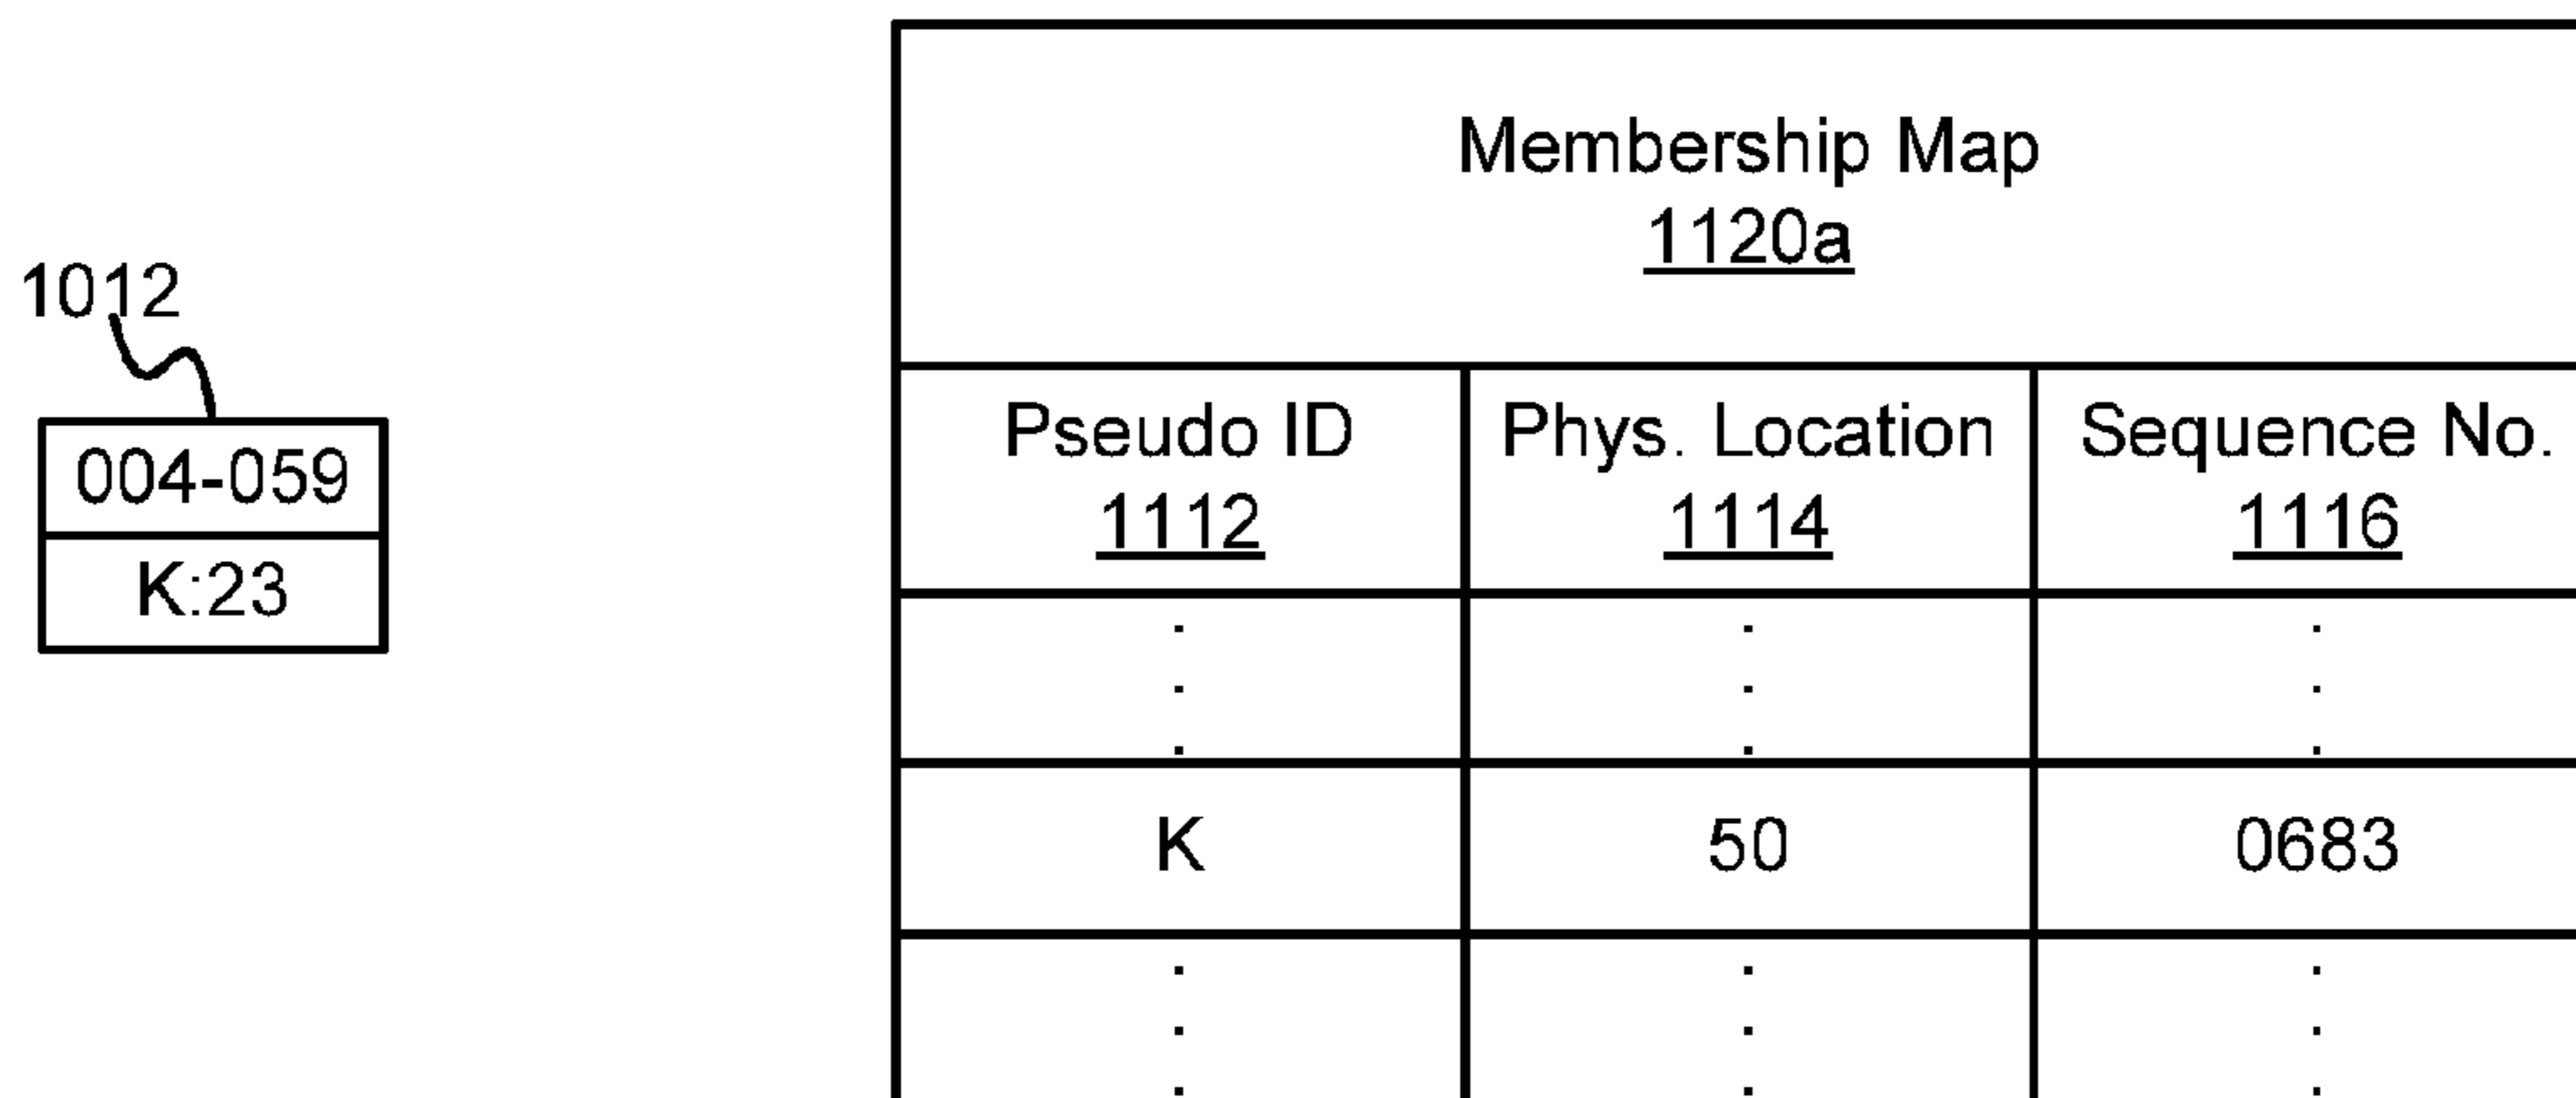 1012
004-059
K:23
Membership Map
1120a
Pseudo ID
1112
Phys. Location
1114
Sequence No.
1116
K
50
0683